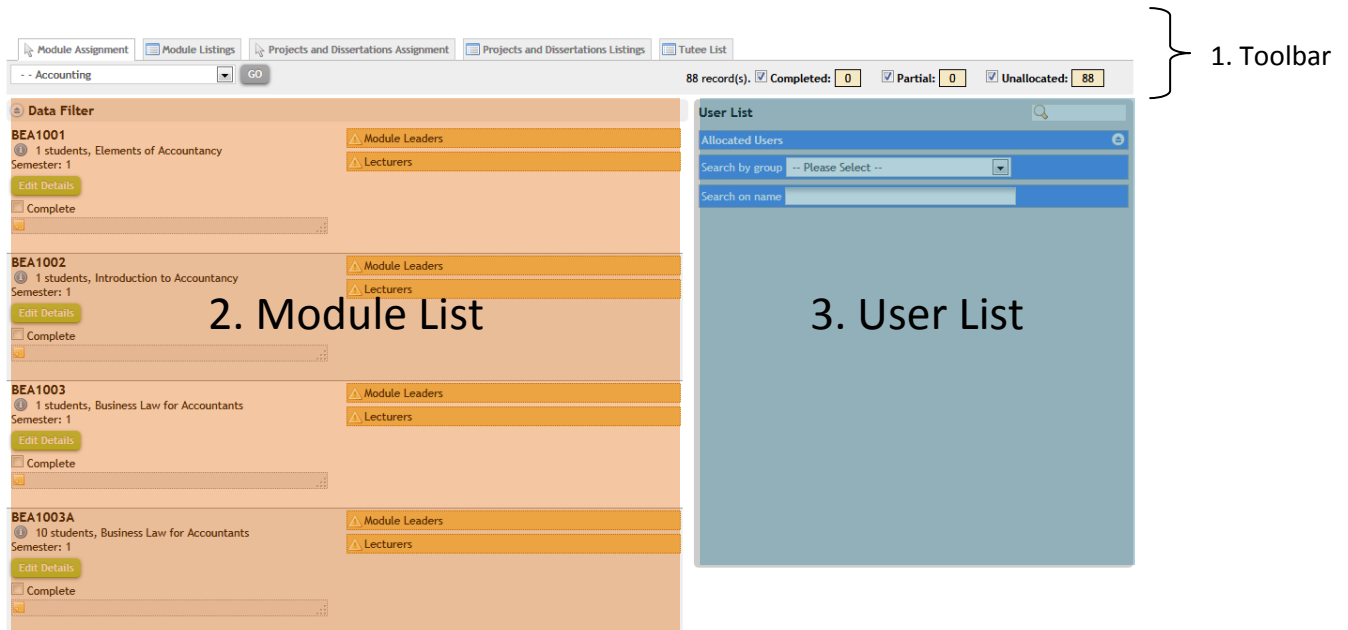 Module Assignment Module Listings Projects and Dissertations Assignment Projects and Dissertations Listings Tutee List
1. Toolbar
- - Accounting GO 88 record(s). Completed: 0 Partial: 0 Unallocated: 88
Data Filter
BEA1001
1 students, Elements of Accountancy
Semester: 1
Edit Details
Complete
Module Leaders
Lecturers
BEA1002
1 students, Introduction to Accountancy
Semester: 1
Edit Details
Complete
Module Leaders
Lecturers
2. Module List
BEA1003
1 students, Business Law for Accountants
Semester: 1
Edit Details
Complete
Module Leaders
Lecturers
BEA1003A
10 students, Business Law for Accountants
Semester: 1
Edit Details
Complete
Module Leaders
Lecturers
User List
Allocated Users
Search by group -- Please Select --
Search on name
3. User List